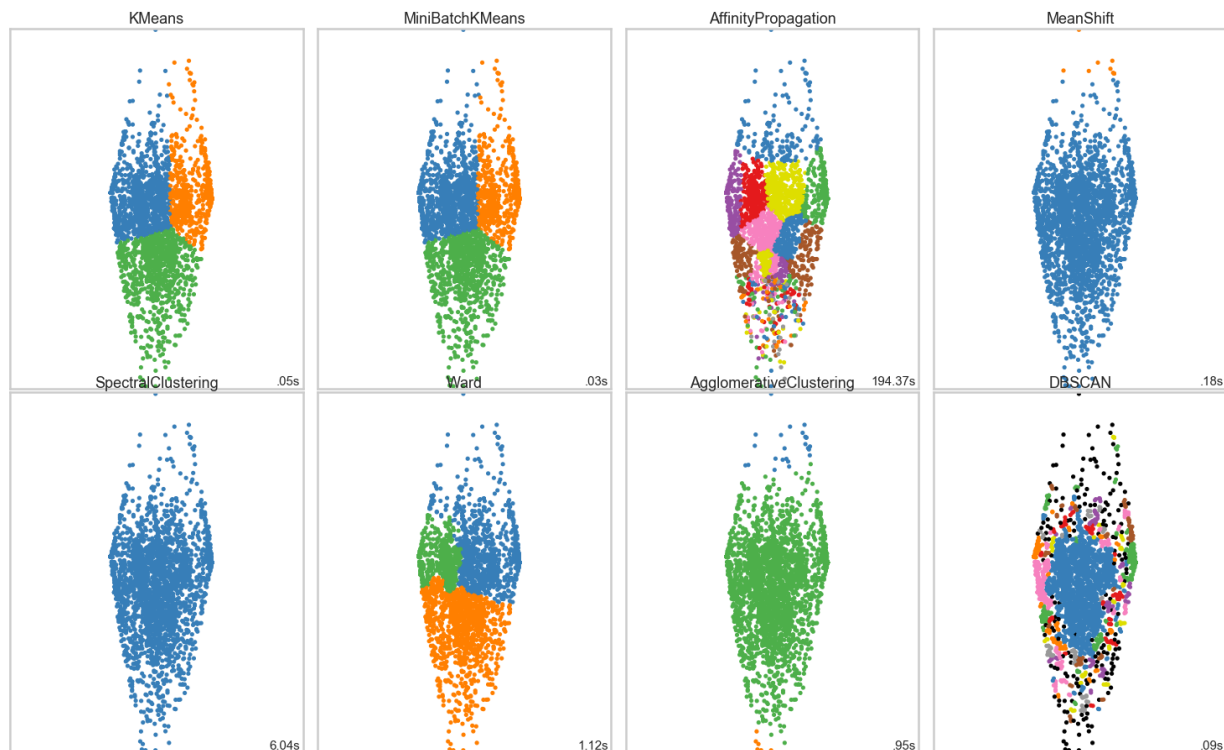 KMeans
MiniBatchKMeans
AffinityPropagation
MeanShift
.05s
.03s
194.37s
.18s
SpectralClustering
Ward
AgglomerativeClustering
DBSCAN
6.04s
1.12s
.95s
.09s